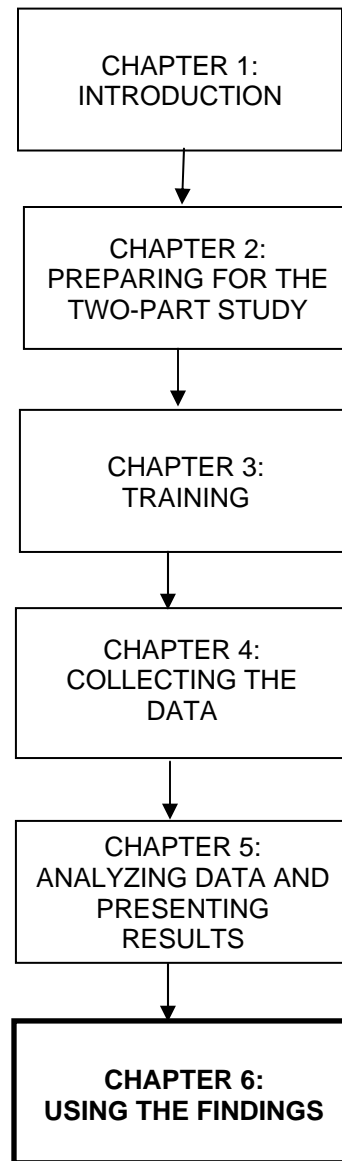 CHAPTER 1:
INTRODUCTION
CHAPTER 2:
PREPARING FOR THE
TWO-PART STUDY
CHAPTER 3:
TRAINING
CHAPTER 4:
COLLECTING THE
DATA
CHAPTER 5:
ANALYZING DATA AND
PRESENTING
RESULTS
CHAPTER 6:
USING THE FINDINGS